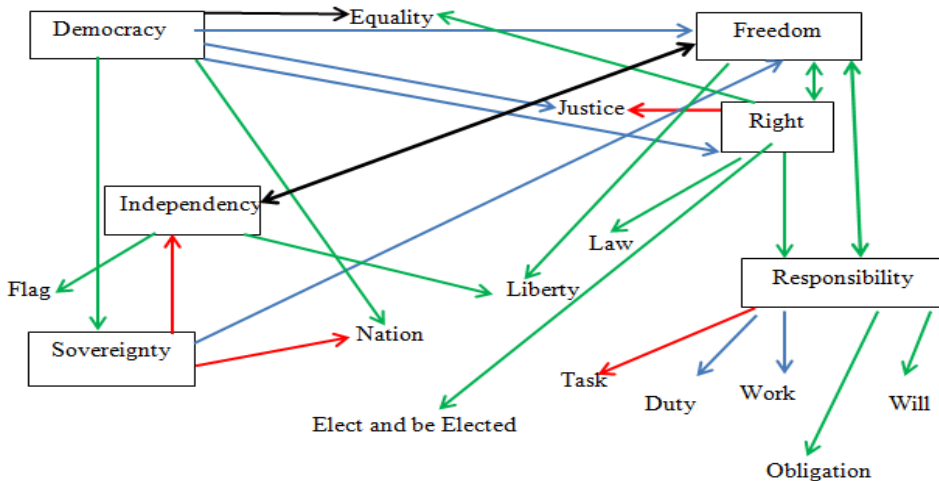 Equality
Democracy
Freedom
Justice
Right
Independency
Law
Responsibility
Flag
Liberty
Nation
Sovereignty
Task
Duty
Work
Will
Elect and be Elected
Obligation